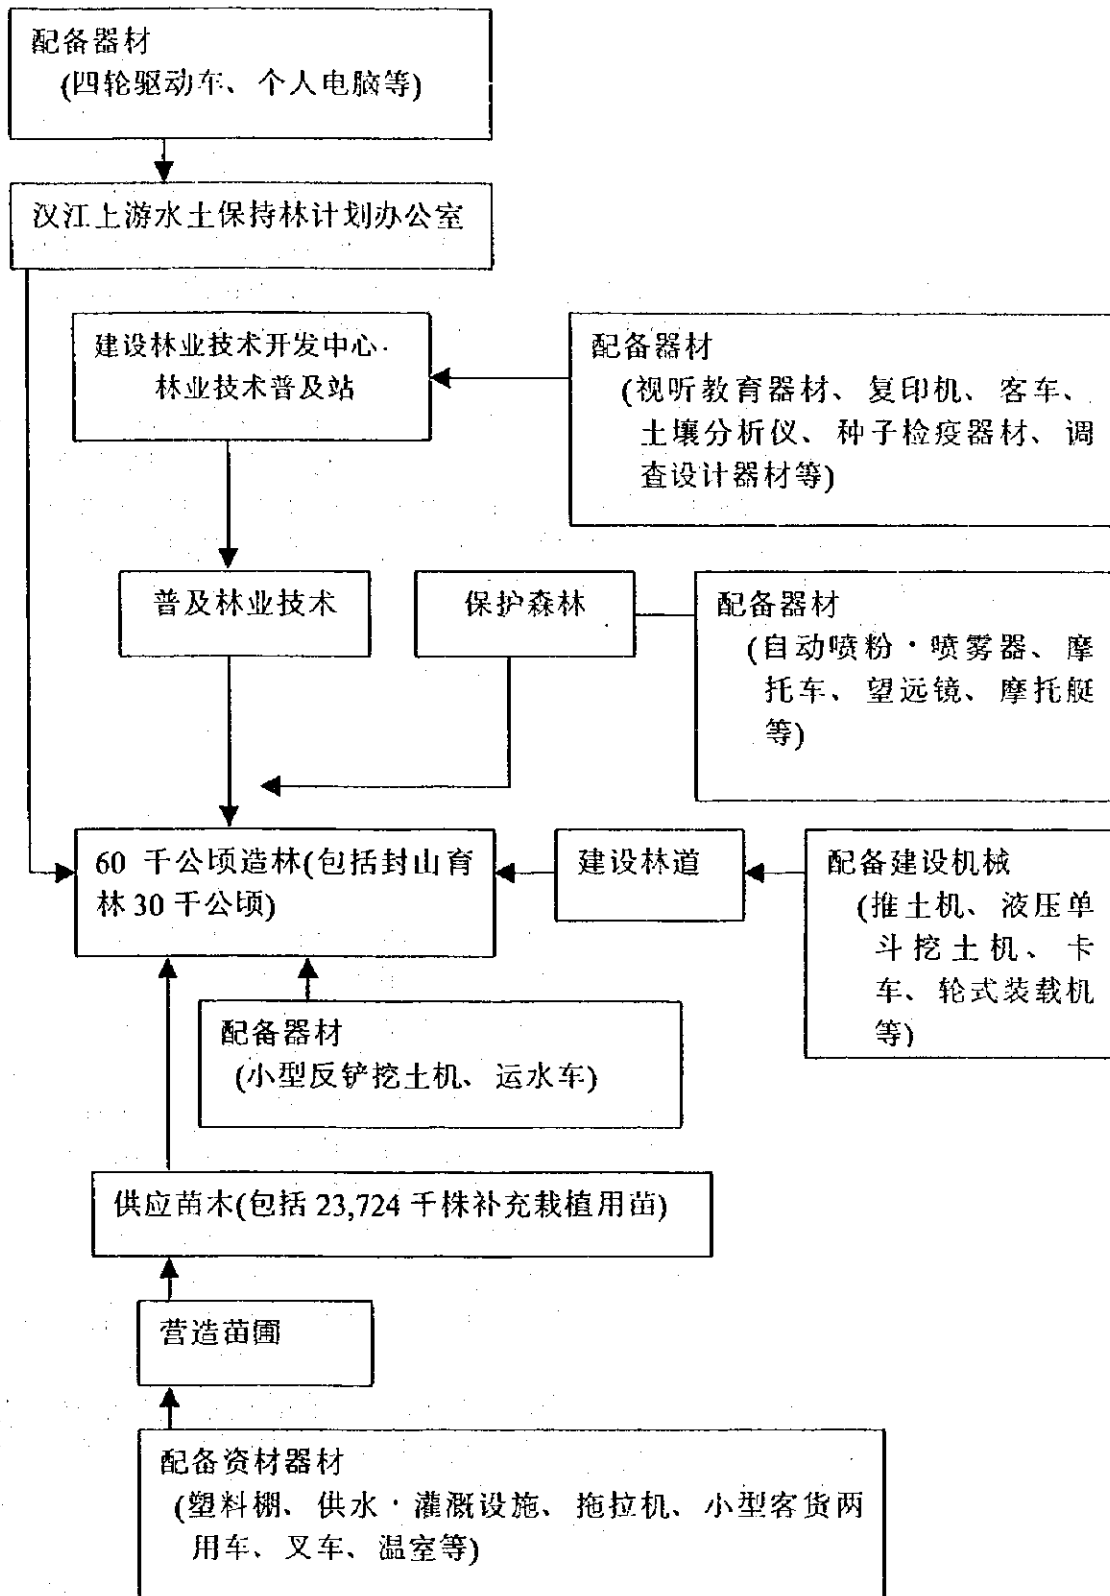 配备器材
(四轮驱动车、个人电脑等)
汉江上游水土保持林计划办公室
建设林业技术开发中心·
林业技术普及站
配备器材
(视听教育器材、复印机、客车、
土壤分析仪、种子检疫器材、调
查设计器材等)
普及林业技术
保护森林
配备器材
(自动喷粉·喷雾器、摩
托车、望远镜、摩托艇
等)
60 千公顷造林(包括封山育
林 30 千公顷)
建设林道
配备建设机械
(推土机、液压单
斗挖土机、卡
车、轮式装载机
等)
配备器材
(小型反铲挖土机、运水车)
供应苗木(包括 23,724 千株补充栽植用苗)
营造苗圃
配备资材器材
(塑料棚、供水·灌溉设施、拖拉机、小型客货两
用车、叉车、温室等)